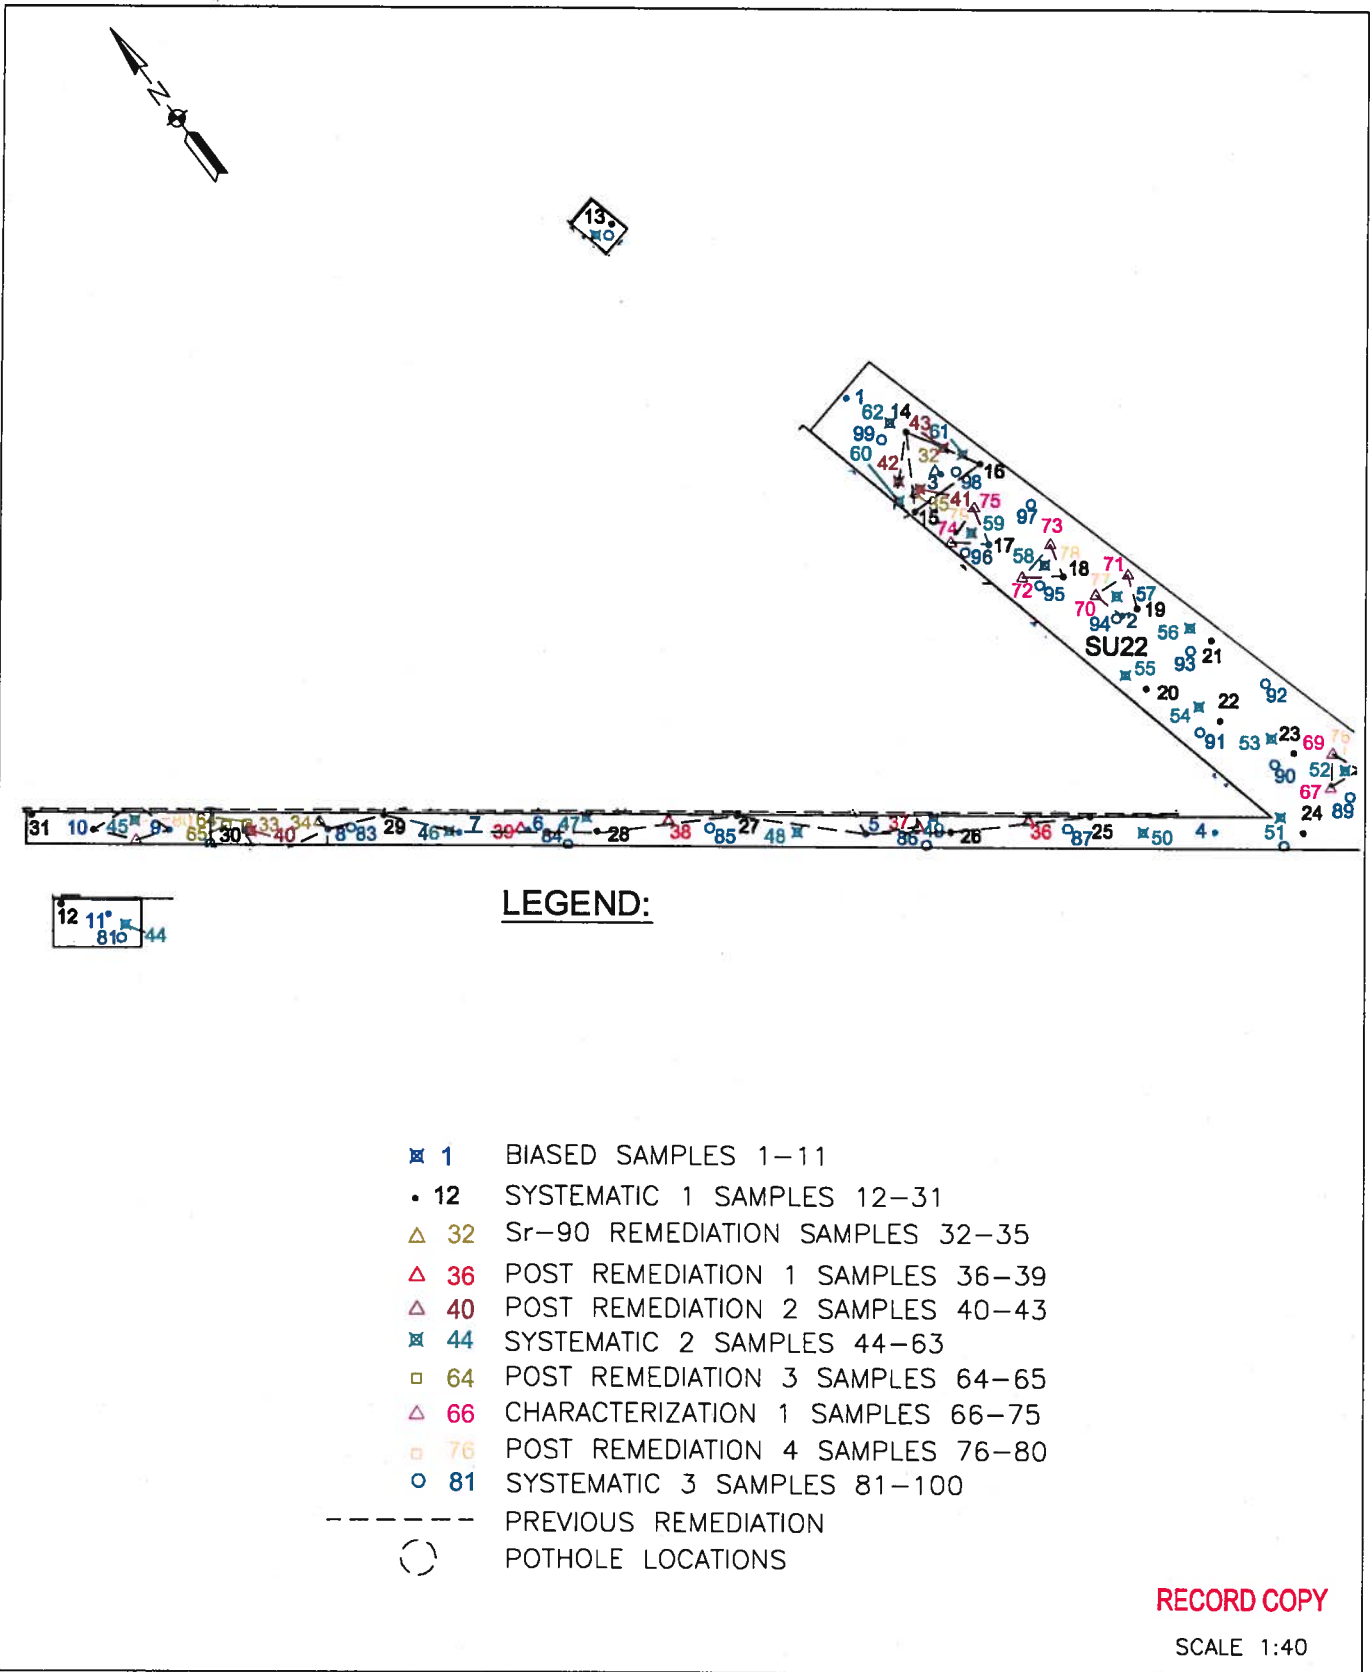 N
13
1
62 14
43 61
99
60
32
42
16
3 98
35 41 75
15
97
74 59
73
17
96
58 78
18
71
77
72 95
57
70
19
94 2
56
SU22
21
93
55
20
92
54 22
91
53 23 69 76
90 52
67
24 89
31 10 45 9 80 64 65 30 33 40 34 8 83 29 46 7 39 6 84 47 28 38 85 27 48 5 37 86 49 26 36 87 25 50 4 51
12 11 81 44
LEGEND:
1 BIASED SAMPLES 1-11
12 SYSTEMATIC 1 SAMPLES 12-31
32 Sr-90 REMEDIATION SAMPLES 32-35
36 POST REMEDIATION 1 SAMPLES 36-39
40 POST REMEDIATION 2 SAMPLES 40-43
44 SYSTEMATIC 2 SAMPLES 44-63
64 POST REMEDIATION 3 SAMPLES 64-65
66 CHARACTERIZATION 1 SAMPLES 66-75
76 POST REMEDIATION 4 SAMPLES 76-80
81 SYSTEMATIC 3 SAMPLES 81-100
PREVIOUS REMEDIATION
POTHOLE LOCATIONS
RECORD COPY
SCALE 1:40